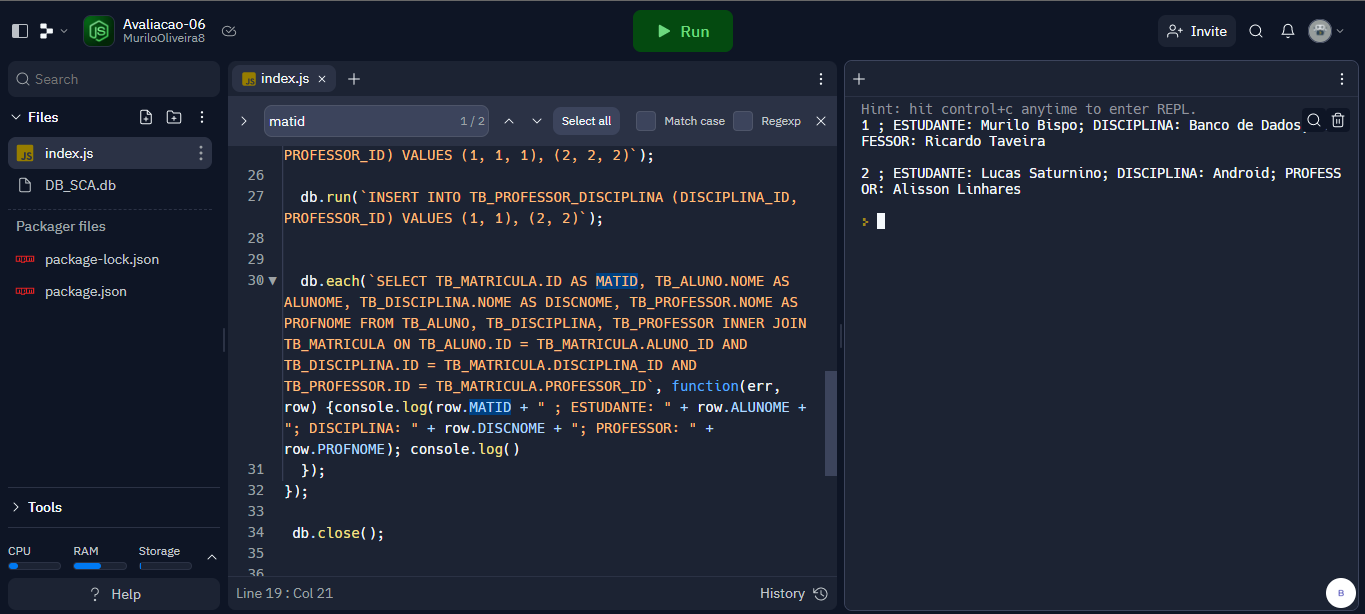 Avaliacao-06
MuriloOliveira8
Run
Invite
Search
Files
index.js
DB_SCA.db
Packager files
package-lock.json
package.json
Tools
CPU
RAM
Storage
Help
index.js
matid
1 / 2
Select all
Match case
Regexp
PROFESSOR_ID) VALUES (1, 1, 1), (2, 2, 2)`);
26
27 db.run(`INSERT INTO TB_PROFESSOR_DISCIPLINA (DISCIPLINA_ID,
PROFESSOR_ID) VALUES (1, 1), (2, 2)`);
28
29
30 db.each(`SELECT TB_MATRICULA.ID AS MATID, TB_ALUNO.NOME AS
ALUNOME, TB_DISCIPLINA.NOME AS DISCNOME, TB_PROFESSOR.NOME AS
PROFNOME FROM TB_ALUNO, TB_DISCIPLINA, TB_PROFESSOR INNER JOIN
TB_MATRICULA ON TB_ALUNO.ID = TB_MATRICULA.ALUNO_ID AND
TB_DISCIPLINA.ID = TB_MATRICULA.DISCIPLINA_ID AND
TB_PROFESSOR.ID = TB_MATRICULA.PROFESSOR_ID`, function(err,
row) {console.log(row.MATID + " ; ESTUDANTE: " + row.ALUNOME +
"; DISCIPLINA: " + row.DISCNOME + "; PROFESSOR: " +
row.PROFNOME); console.log()
31 });
32 });
33
34 db.close();
35
36
Line 19 : Col 21
History
Hint: hit control+c anytime to enter REPL.
1 ; ESTUDANTE: Murilo Bispo; DISCIPLINA: Banco de Dados;
FESSOR: Ricardo Taveira
2 ; ESTUDANTE: Lucas Saturnino; DISCIPLINA: Android; PROFESS
OR: Alisson Linhares
B